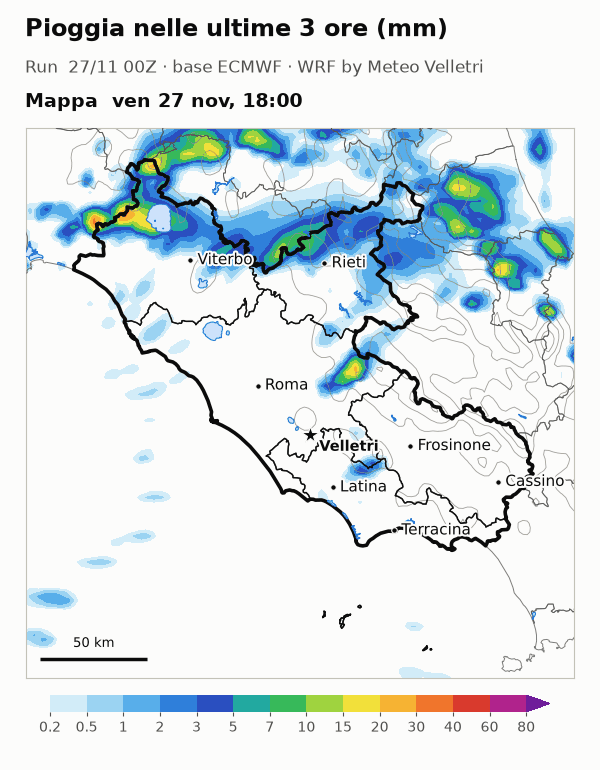 Pioggia nelle ultime 3 ore (mm)
Run  27/11 00Z · base ECMWF · WRF by Meteo Velletri
Mappa  ven 27 nov, 18:00
Viterbo
Rieti
Roma
Velletri
Frosinone
Cassino
Latina
Terracina
50 km
0.2 0.5 1 2 3 5 7 10 15 20 30 40 60 80